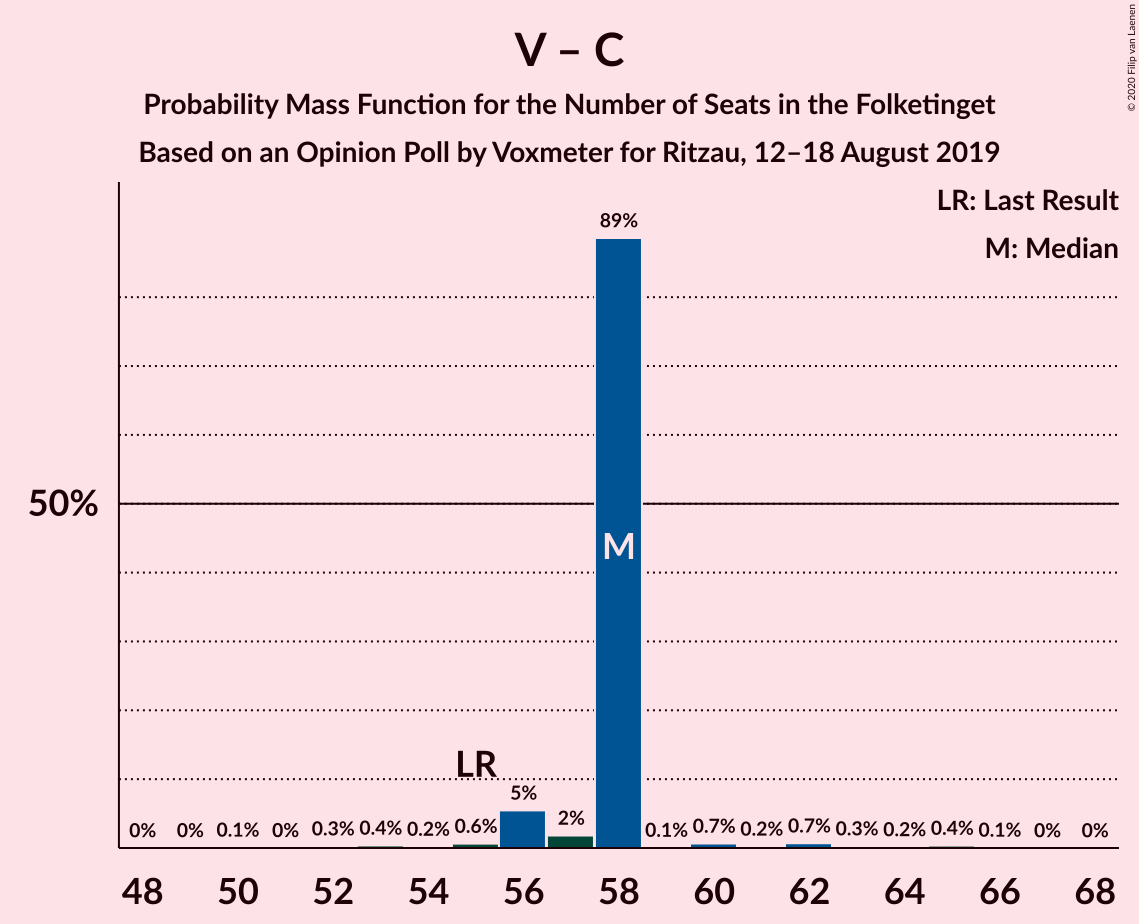 V – C
Probability Mass Function for the Number of Seats in the Folketinget
Based on an Opinion Poll by Voxmeter for Ritzau, 12–18 August 2019
© 2020 Filip van Laenen
LR: Last Result
M: Median
89%
50%
M
LR
5%
2%
0% 0% 0.1% 0% 0.3% 0.4% 0.2% 0.6% 0.1% 0.7% 0.2% 0.7% 0.3% 0.2% 0.4% 0.1% 0% 0%
48 50 52 54 56 58 60 62 64 66 68